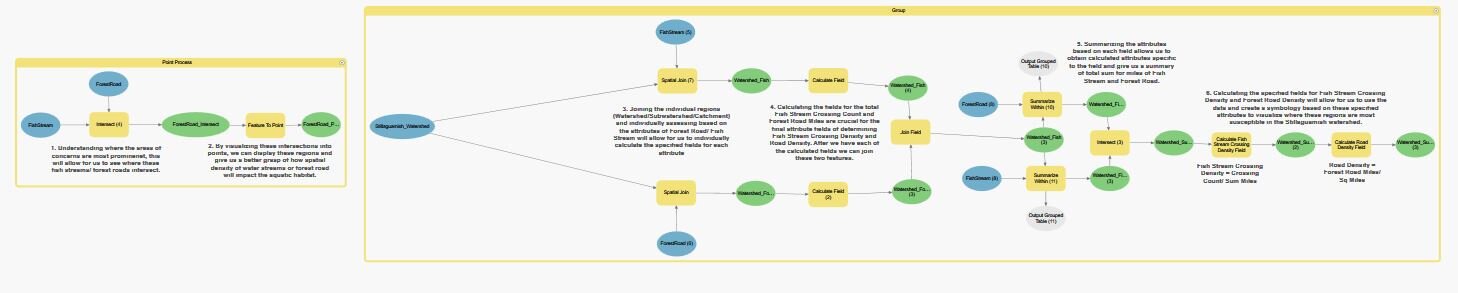 Point Process
ForestRoad
FishStream
Intersect (4)
ForestRoad_Intersect
Feature To Point
ForestRoad_P...
1. Understanding where the areas of
concerns are most prominenet, this
will allow for us to see where these
fish streams/ forest roads intersect.
2. By visualizing these intersections into
points, we can display these regions and
give us a better grasp of how spatial
density of water streams or forest road
will impact the aquatic habitat.
Group
FishStream (5)
Spatial Join (7)
Watershed_Fish
Calculate Field
Watershed_Fish
(4)
Stillaguamish_Watershed
3. Joining the individual regions
(Watershed/Subwatershed/Catchment)
and individually assessing based on
the attributes of Forest Road/ Fish
Stream will allow for us to individually
calculate the specified fields for each
attribute
4. Calculating the fields for the total
Fish Stream Crossing Count and
Forest Road Miles are crucial for the
final attribute fields of determining
Fish Stream Crossing Density and
Road Density. After we have each of
the calculated fields we can join
these two features.
Join Field
Spatial Join
Watershed_Fo...
Calculate Field
(2)
Watershed_Fo...
(3)
ForestRoad (6)
5. Summarizing the attributes
based on each field allows us to
obtain calculated attributes specific
to the field and give us a summary
of total sum for miles of Fish
Stream and Forest Road.
Output Grouped
Table (10)
ForestRoad (8)
Summarize
Within (10)
Watershed_Fi...
Watershed_Fish
(3)
Intersect (3)
FishStream (8)
Summarize
Within (11)
Watershed_Fi...
(3)
Output Grouped
Table (11)
6. Calculating the specified fields for Fish Stream Crossing
Density and Forest Road Density will allow for us to use the
data and create a symbology based on these regions and
attributes to visualize where these regions are most
susceptible in the Stillaguamish watershed.
Watershed_Su...
Calculate Fish
Stream Crossing
Density Field
Watershed_Su...
(2)
Calculate Road
Density Field
Watershed_Su...
(3)
Fish Stream Crossing
Density = Crossing
Count/ Sum Miles
Road Density =
Forest Road Miles/
Sq Miles